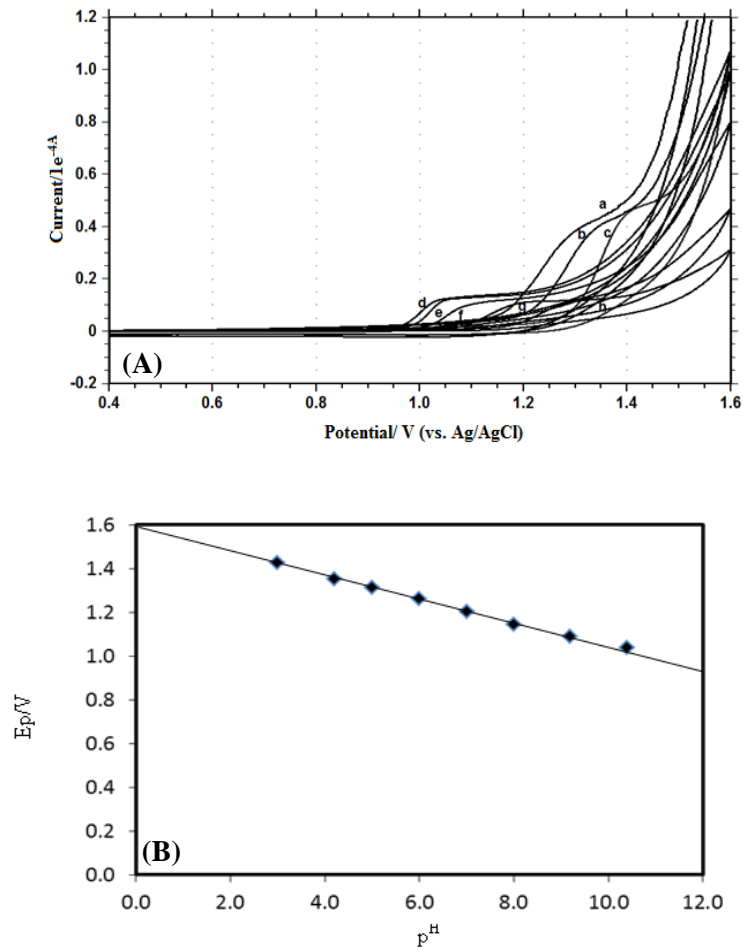 1.2
1.0
0.8
0.6
0.4
0.2
0
-0.2
Current/1e-4A
a
b
c
d
e
f
g
h
(A)
0.4 0.6 0.8 1.0 1.2 1.4 1.6
Potential/ V (vs. Ag/AgCl)
1.6
1.4
1.2
1.0
0.8
0.6
0.4
0.2
0.0
Ep/V
(B)
0.0 2.0 4.0 6.0 8.0 10.0 12.0
pH